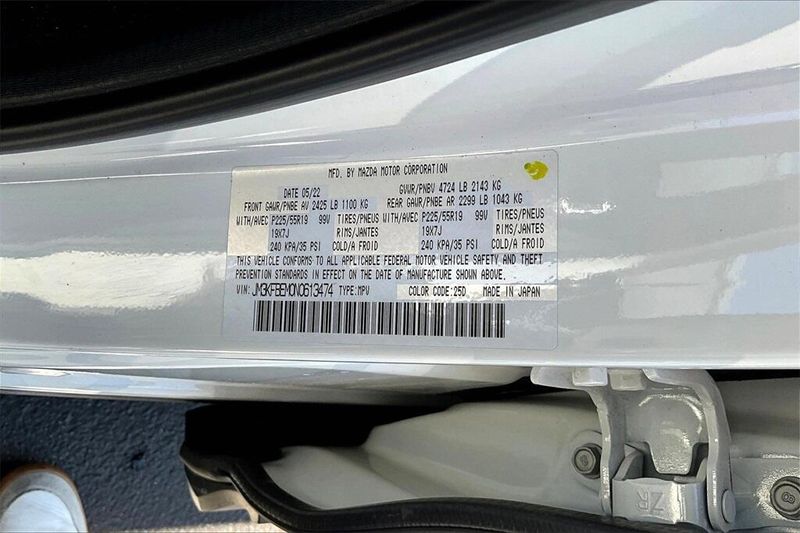 MFD. BY MAZDA MOTOR CORPORATION
DATE 05/22 GVWR/PNBV 4724 LB 2143 KG
FRONT GAWR/PNBE AV 2425 LB 1100 KG REAR GAWR/PNBE AR 2299 LB 1043 KG
WITH/AVEC P225/55R19 99V TIRES/PNEUS WITH/AVEC P225/55R19 99V TIRES/PNEUS
19X7J RIMS/JANTES 19X7J RIMS/JANTES
240 KPA/35 PSI COLD/A FROID 240 KPA/35 PSI COLD/A FROID
THIS VEHICLE CONFORMS TO ALL APPLICABLE FEDERAL MOTOR VEHICLE SAFETY AND THEFT
PREVENTION STANDARDS IN EFFECT ON THE DATE OF MANUFACTURE SHOWN ABOVE.
VIN: JM3KFBEM0N0613474 TYPE:MPV COLOR CODE:25D MADE IN JAPAN